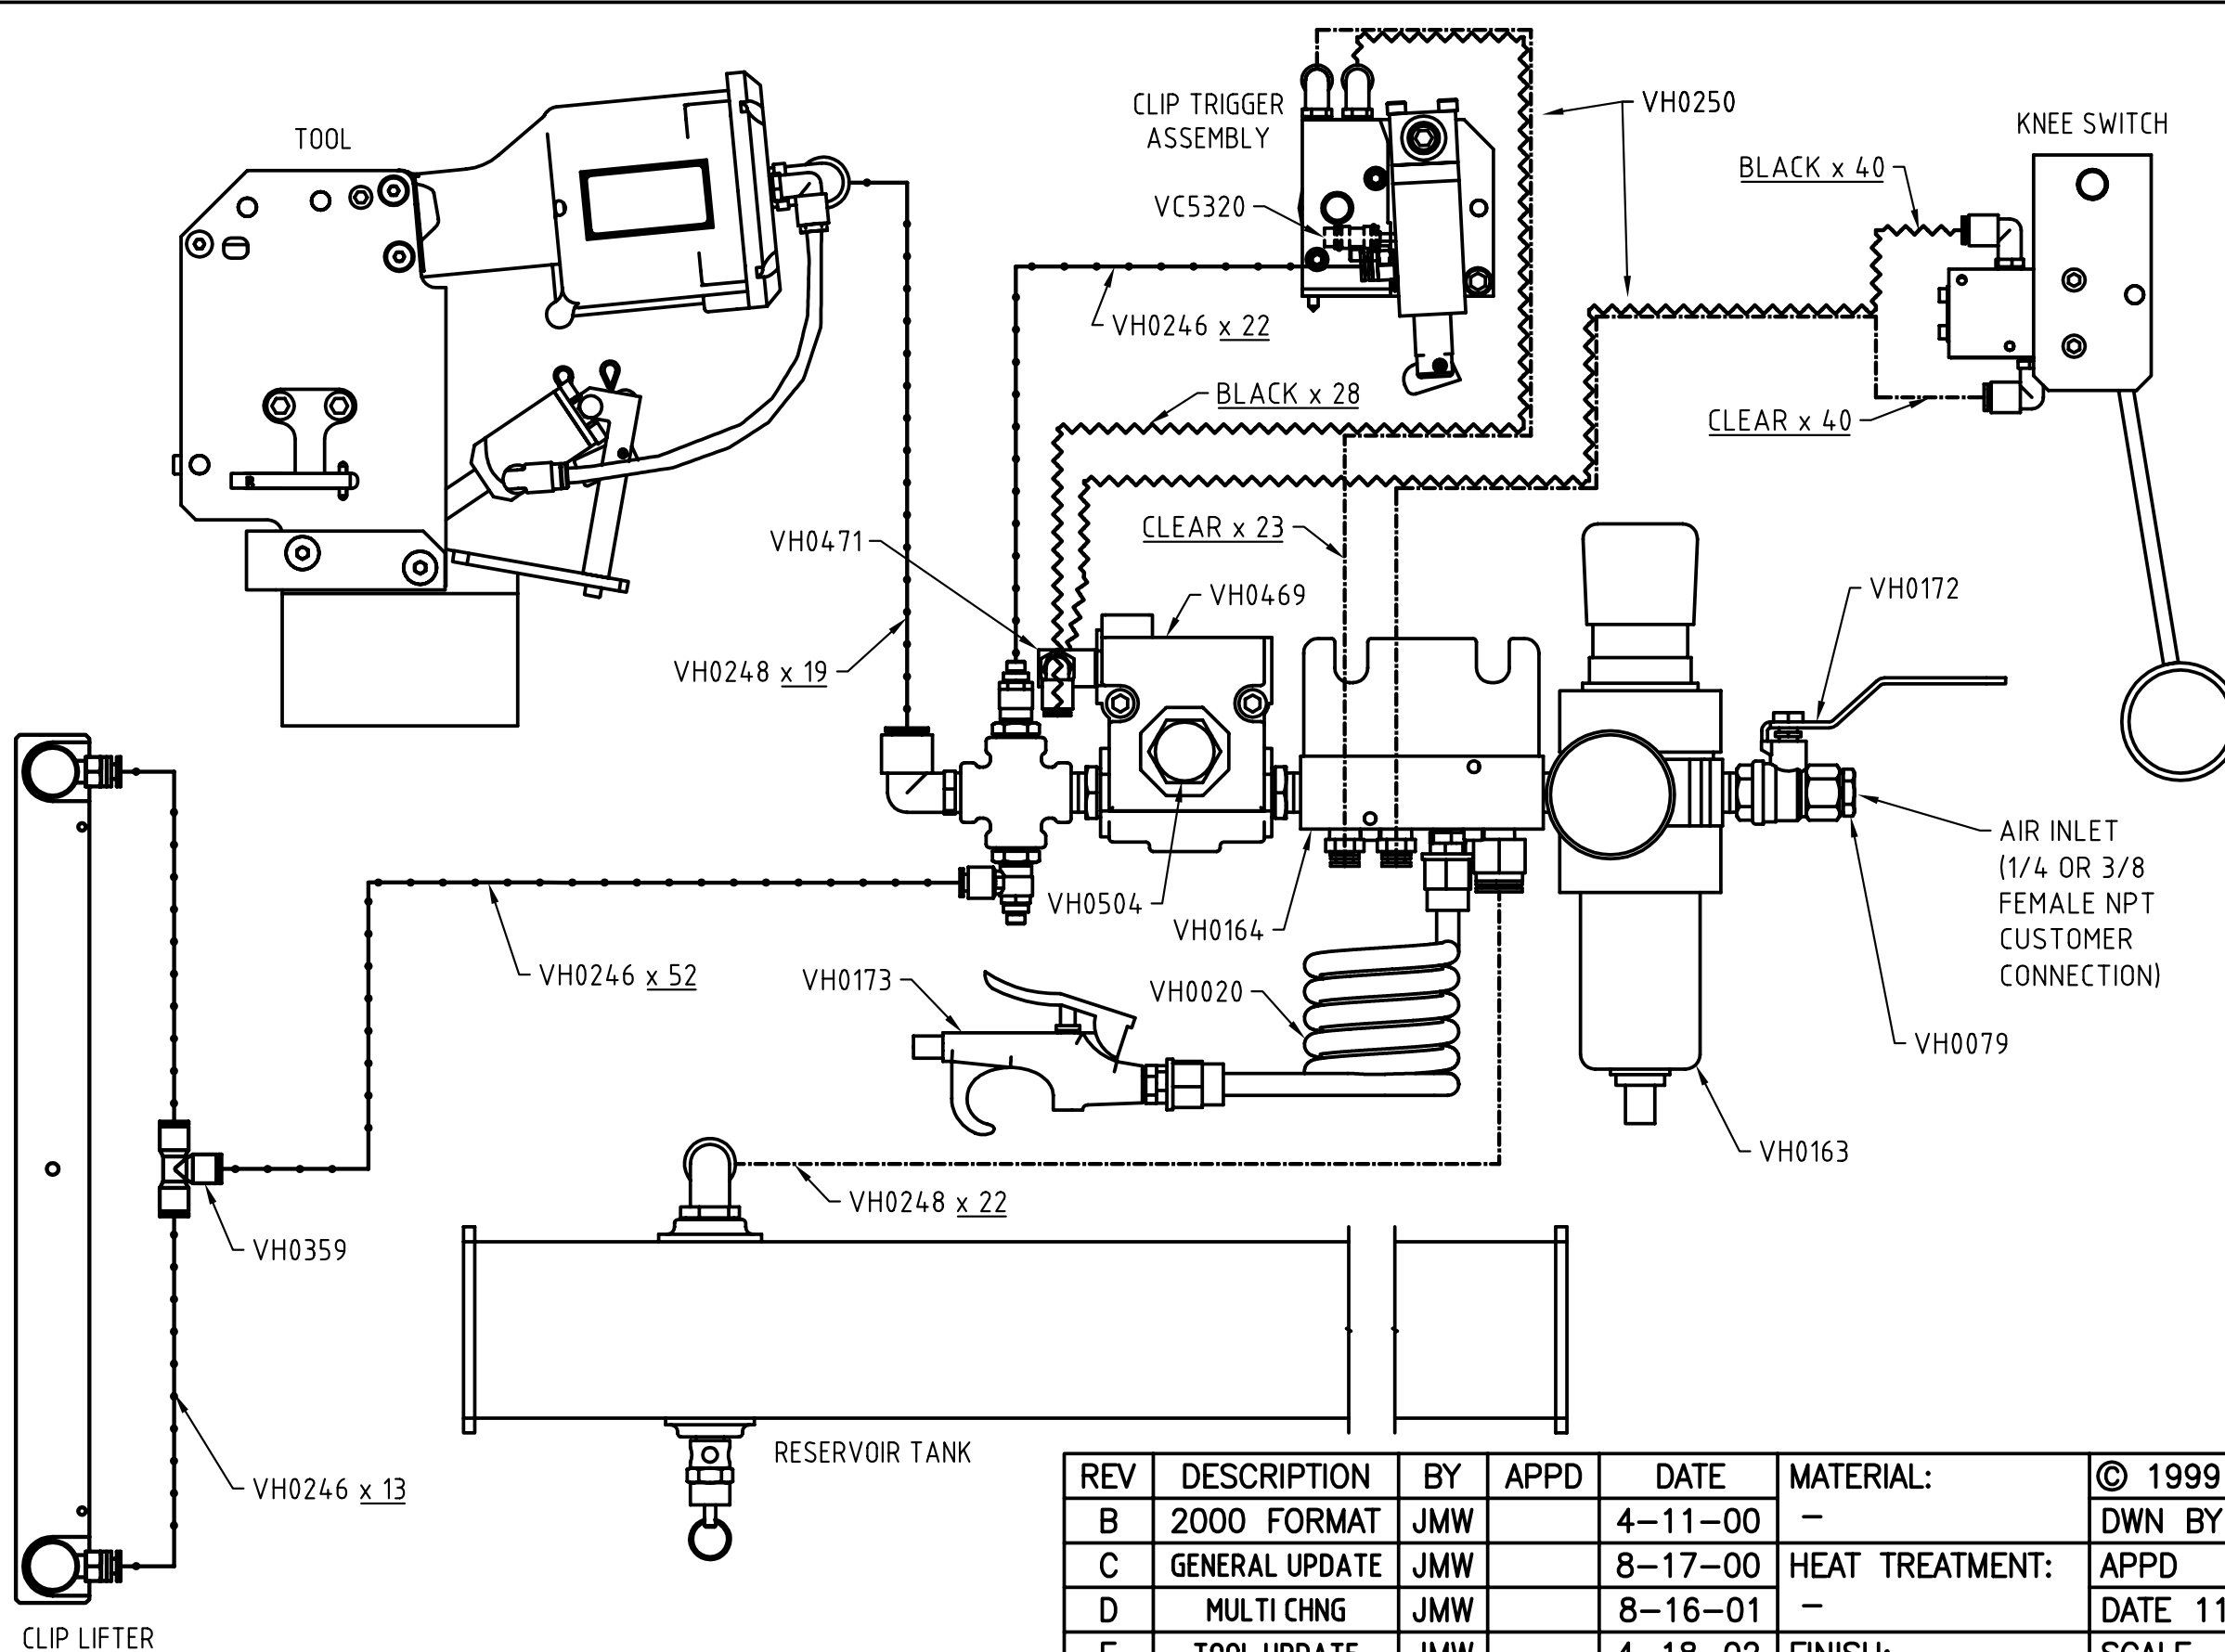 TOOL
CLIP TRIGGER
ASSEMBLY
VH0250
KNEE SWITCH
BLACK x 40
VC5320
VH0246 x 22
BLACK x 28
CLEAR x 40
VH0471
CLEAR x 23
VH0469
VH0172
VH0248 x 19
AIR INLET
(1/4 OR 3/8
FEMALE NPT
CUSTOMER
CONNECTION)
VH0504
VH0164
VH0246 x 52
VH0173
VH0020
VH0079
VH0163
VH0248 x 22
VH0359
RESERVOIR TANK
VH0246 x 13
CLIP LIFTER
REV DESCRIPTION BY APPD DATE MATERIAL: © 1999
B 2000 FORMAT JMW 4-11-00 - DWN BY
C GENERAL UPDATE JMW 8-17-00 HEAT TREATMENT: APPD
D MULTI CHNG JMW 8-16-01 - DATE 11